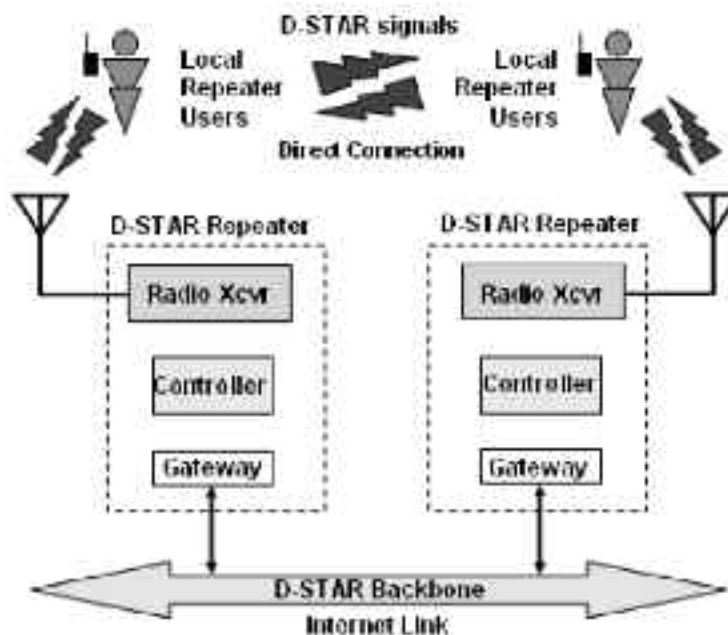 D-STAR signals
Local
Repeater
Users
Local
Repeater
Users
Direct Connection
D-STAR Repeater
D-STAR Repeater
Radio Xcvr
Radio Xcvr
Controller
Controller
Gateway
Gateway
D-STAR Backbone
Internet Link